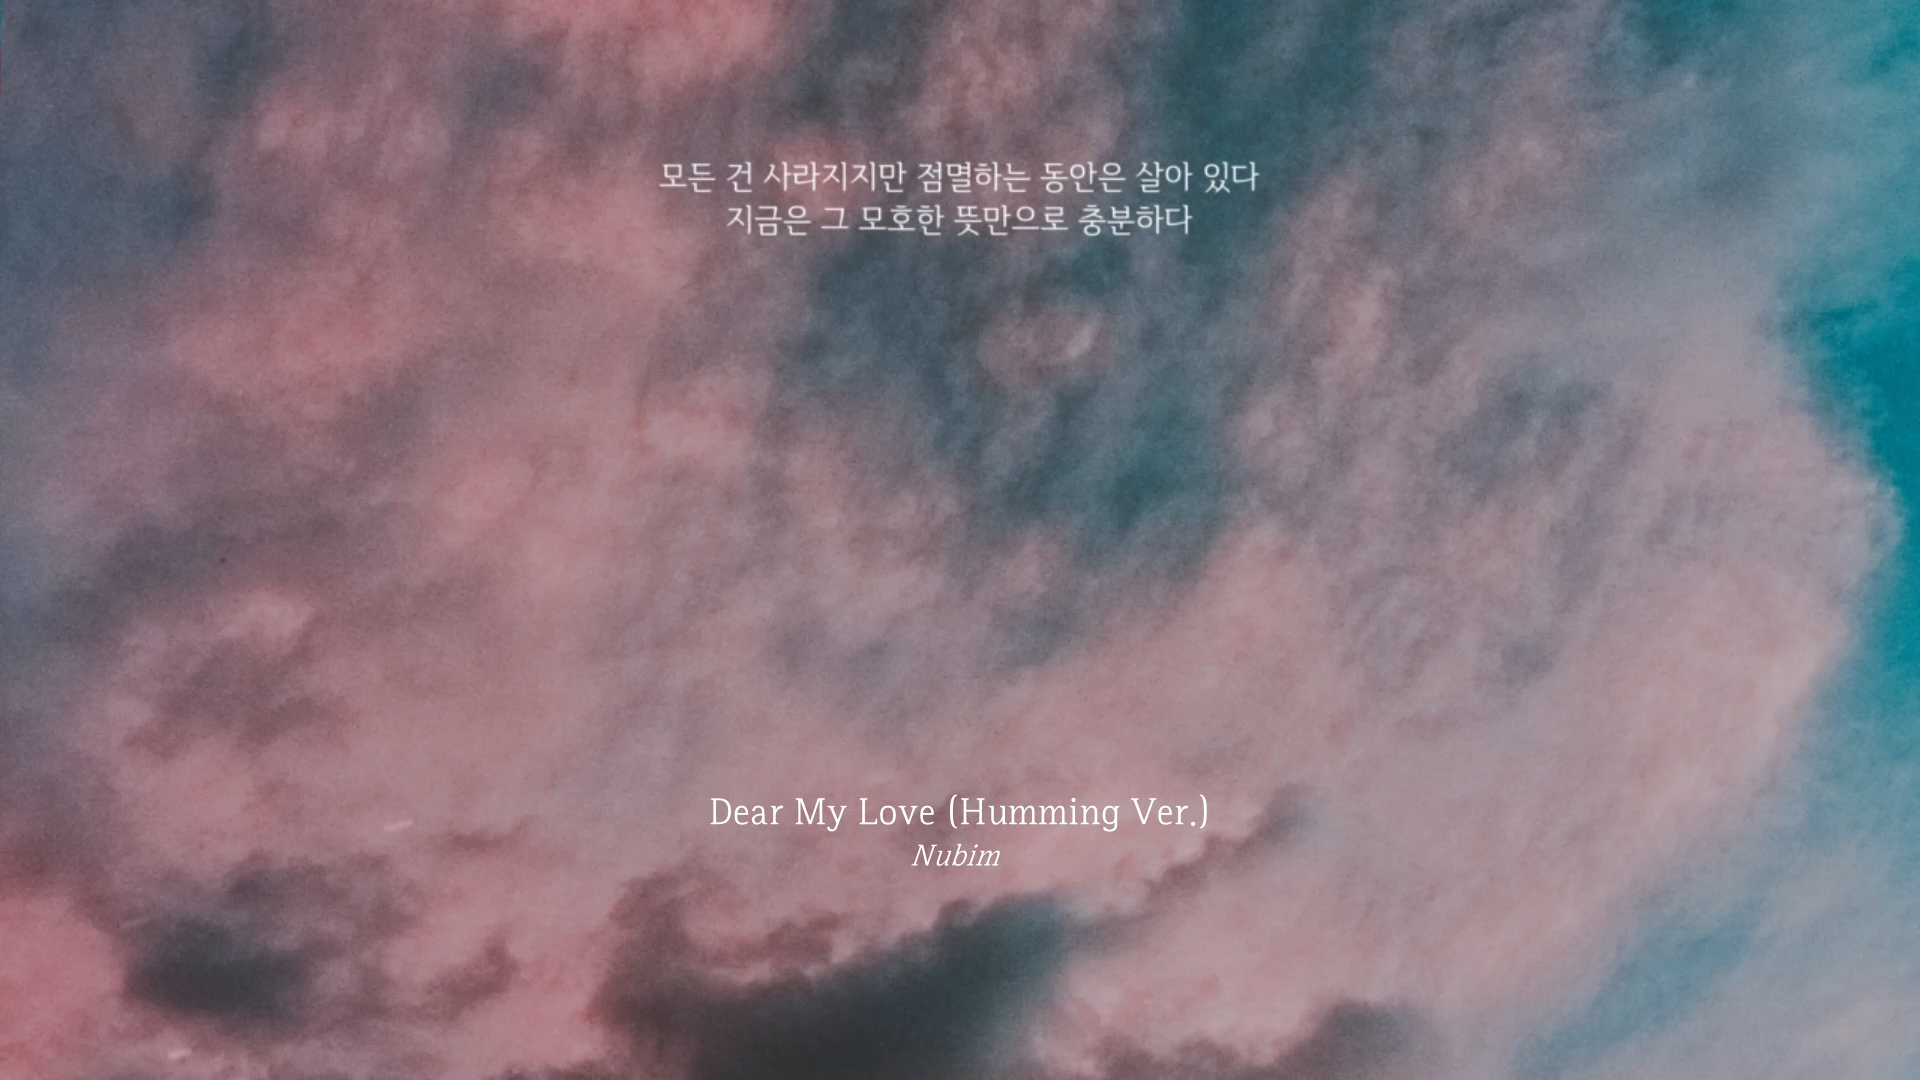 모든 건 사라지지만 점멸하는 동안은 살아 있다
지금은 그 모호한 뜻만으로 충분하다
Dear My Love (Humming Ver.)
Nubim